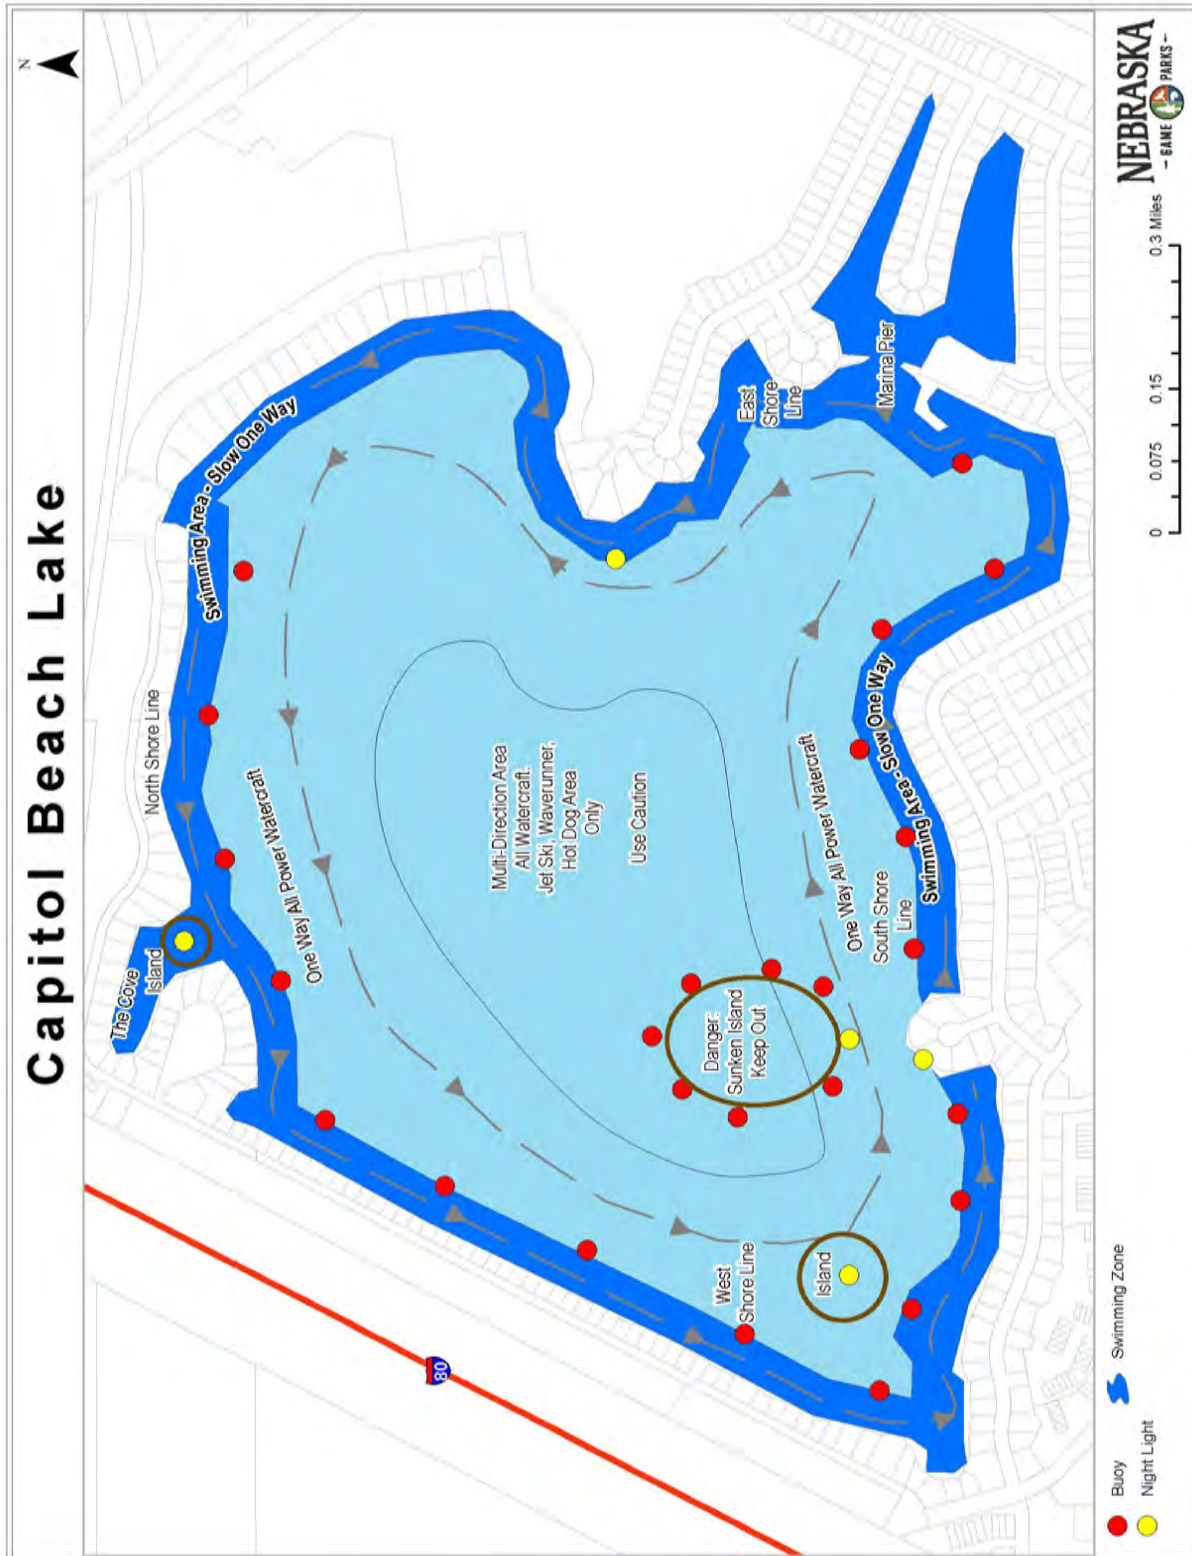 Capitol Beach Lake
N
The Cove
Island
North Shore Line
Swimming Area - Slow One Way
One Way All Power Watercraft
Multi-Direction Area
All Watercraft.
Jet Ski, Waverunner,
Hot Dog Area
Only
Use Caution
East
Shore
Line
Marina Pier
Danger:
Sunken Island
Keep Out
One Way All Power Watercraft
South Shore
Line
Swimming Area - Slow One Way
West
Shore Line
Island
80
Buoy
Night Light
Swimming Zone
0 0.075 0.15 0.3 Miles
NEBRASKA
- GAME PARKS -